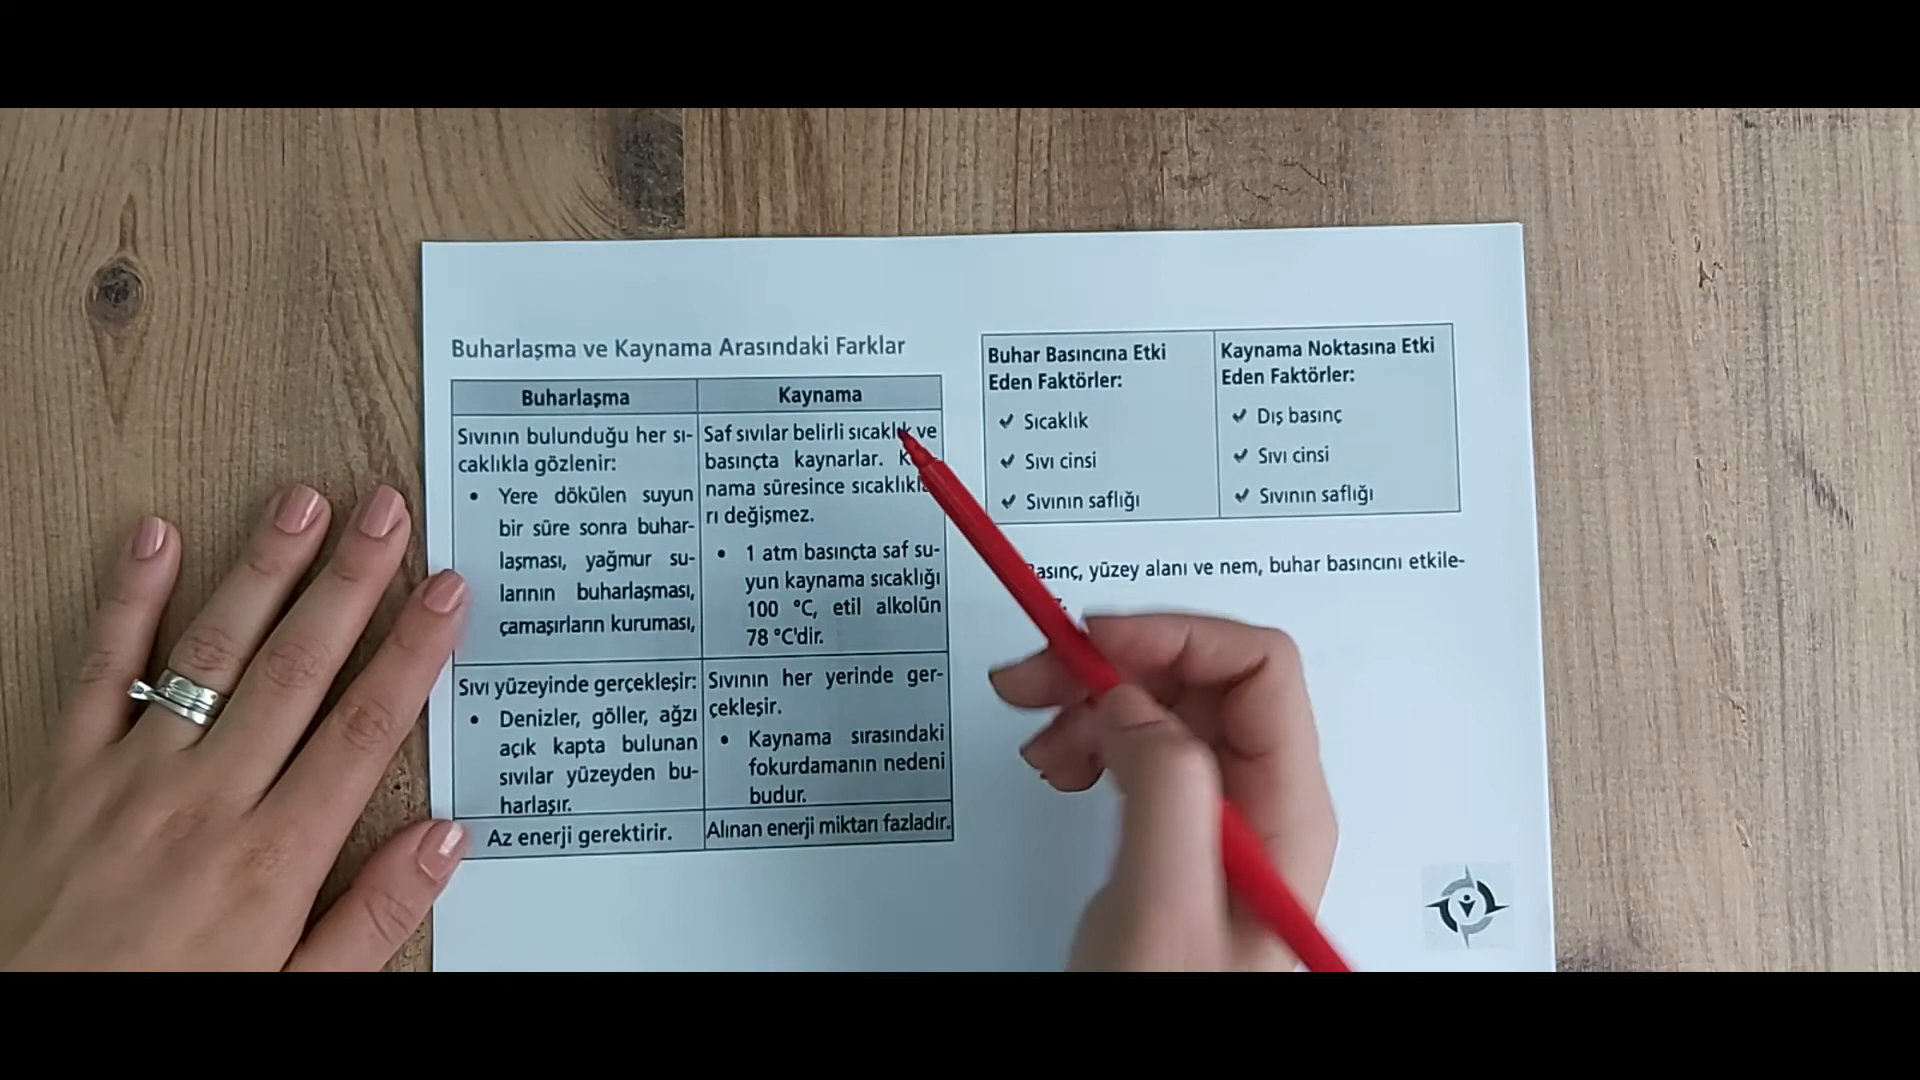 Buharlaşma ve Kaynama Arasındaki Farklar
Buharlaşma
Sıvının bulunduğu her sı-
caklıkla gözlenir:
• Yere dökülen suyun
bir süre sonra buhar-
laşması, yağmur su-
larının buharlaşması,
çamaşırların kuruması,
Kaynama
Saf sıvılar belirli sıcaklık ve
basınçta kaynarlar.
nama süresince
rı değişmez.
• 1 atm basınçta saf su-
yun kaynama sıcaklığı
100 °C, etil alkolün
78 °C'dir.
Sıvı yüzeyinde gerçekleşir:
• Denizler, göller, ağzı
açık kapta bulunan
sıvılar yüzeyden bu-
harlaşır.
Sıvının her yerinde ger-
çekleşir.
• Kaynama sırasındaki
fokurdamanın nedeni
budur.
Az enerji gerektirir.
Alınan enerji miktarı fazladır.
Buhar Basıncına Etki
Eden Faktörler:
✓ Sıcaklık
✓ Sıvı cinsi
✓ Sıvının saflığı
Kaynama Noktasına Etki
Eden Faktörler:
✓ Dış basınç
✓ Sıvı cinsi
✓ Sıvının saflığı
yüzey alanı ve nem, buhar basıncını etkile-